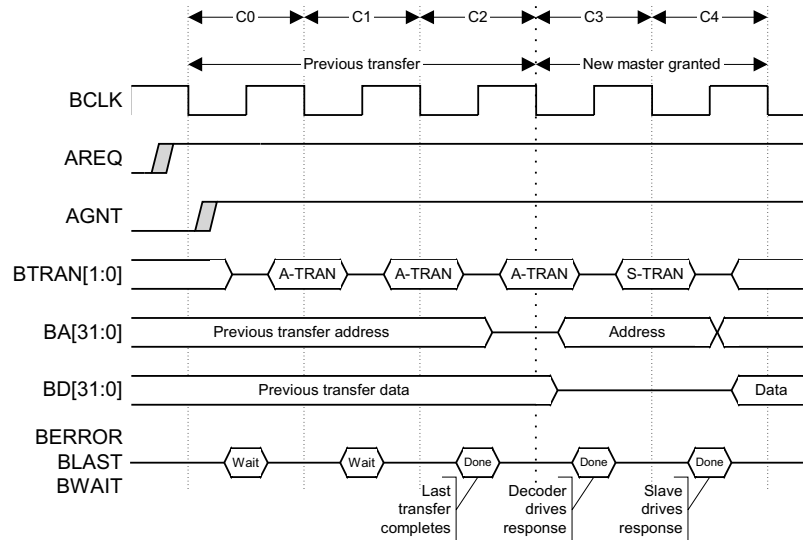 C0 C1 C2 C3 C4
Previous transfer New master granted
BCLK
AREQ
AGNT
BTRAN[1:0] A-TRAN A-TRAN A-TRAN S-TRAN
BA[31:0] Previous transfer address Address
BD[31:0] Previous transfer data Data
BERROR
BLAST Wait Wait Done Done Done
BWAIT
Last Decoder Slave
transfer drives drives
completes response response